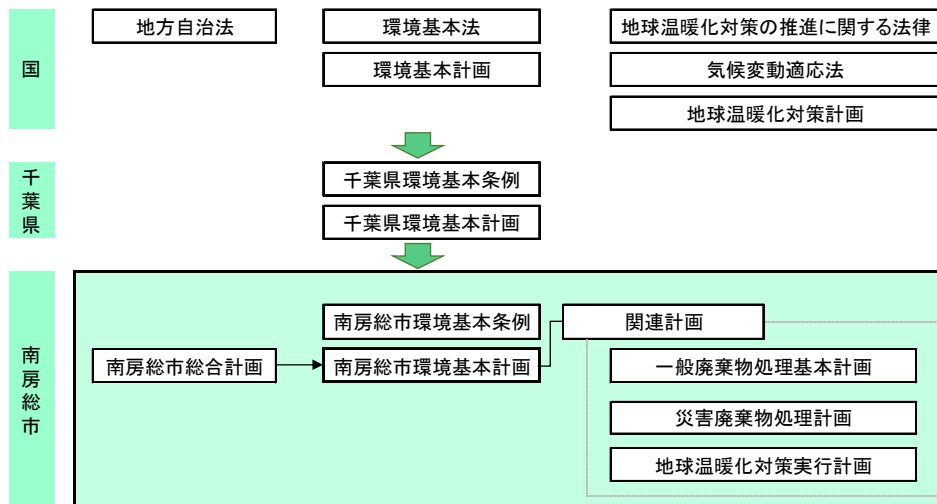 国
地方自治法
環境基本法
地球温暖化対策の推進に関する法律
環境基本計画
気候変動適応法
地球温暖化対策計画
千葉県
千葉県環境基本条例
千葉県環境基本計画
南房総市
南房総市環境基本条例
関連計画
南房総市総合計画
南房総市環境基本計画
一般廃棄物処理基本計画
災害廃棄物処理計画
地球温暖化対策実行計画